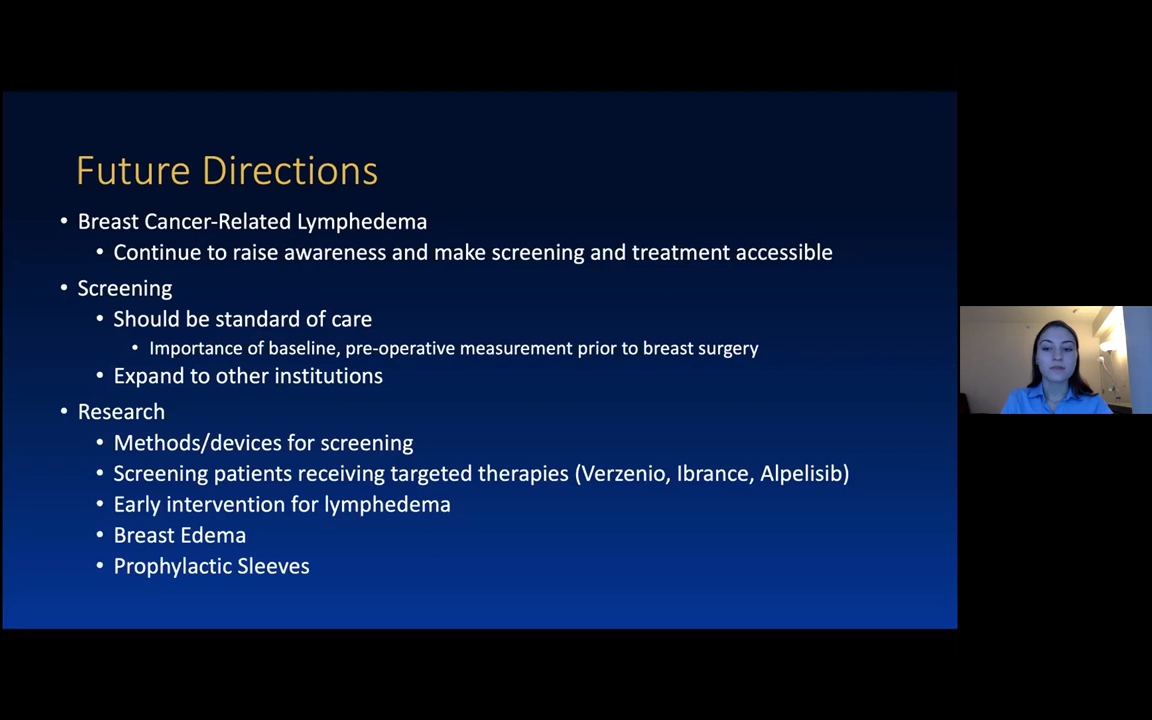 Future Directions
• Breast Cancer-Related Lymphedema
• Continue to raise awareness and make screening and treatment accessible
• Screening
• Should be standard of care
• Importance of baseline, pre-operative measurement prior to breast surgery
• Expand to other institutions
• Research
• Methods/devices for screening
• Screening patients receiving targeted therapies (Verzenio, Ibrance, Alpelisib)
• Early intervention for lymphedema
• Breast Edema
• Prophylactic Sleeves